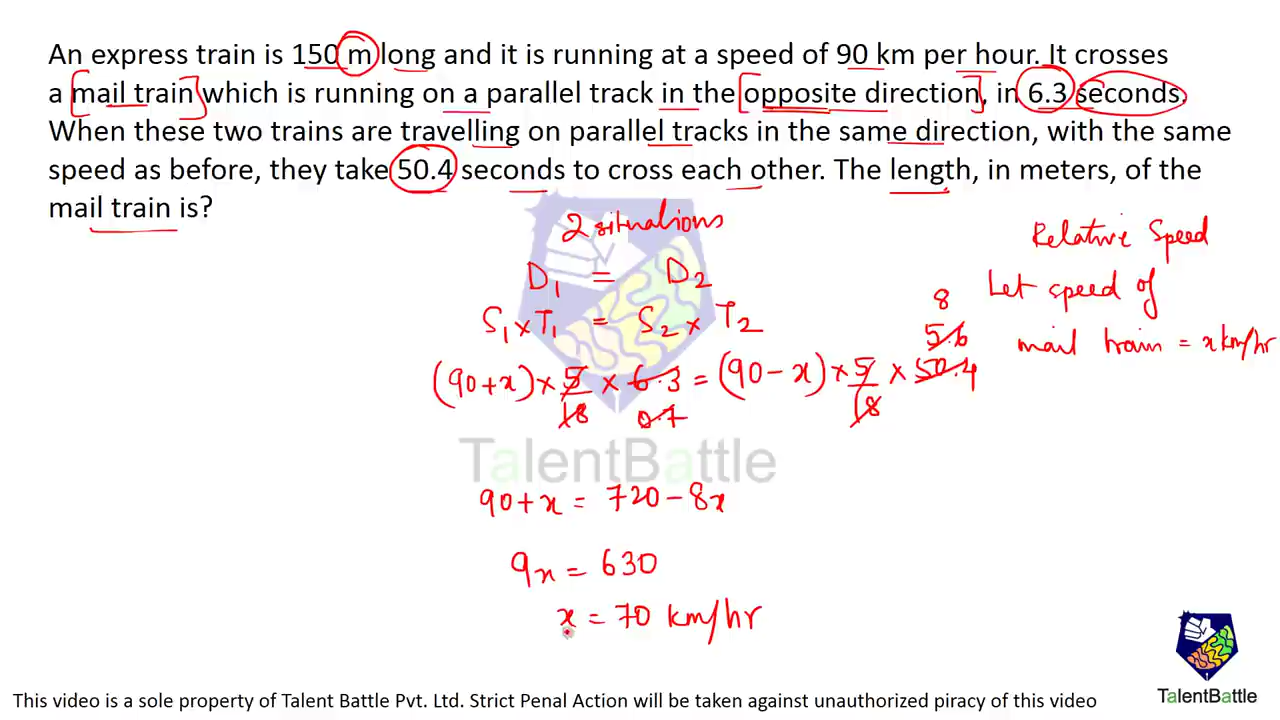 An express train is 150 m long and it is running at a speed of 90 km per hour. It crosses
a mail train which is running on a parallel track in the opposite direction, in 6.3 seconds.
When these two trains are travelling on parallel tracks in the same direction, with the same
speed as before, they take 50.4 seconds to cross each other. The length, in meters, of the
mail train is?
2 situations
D₁ = D₂
S₁ × T₁ = S₂ × T₂
(90+x) × 5/18 × 6.3 = (90 - x) × 5/18 × 50.4
0.7
5.6
8
90 + x = 720 - 8x
9x = 630
x = 70 km/hr
Relative Speed
Let speed of
mail train = x km/hr
TalentBattle
TalentBattle
This video is a sole property of Talent Battle Pvt. Ltd. Strict Penal Action will be taken against unauthorized piracy of this video